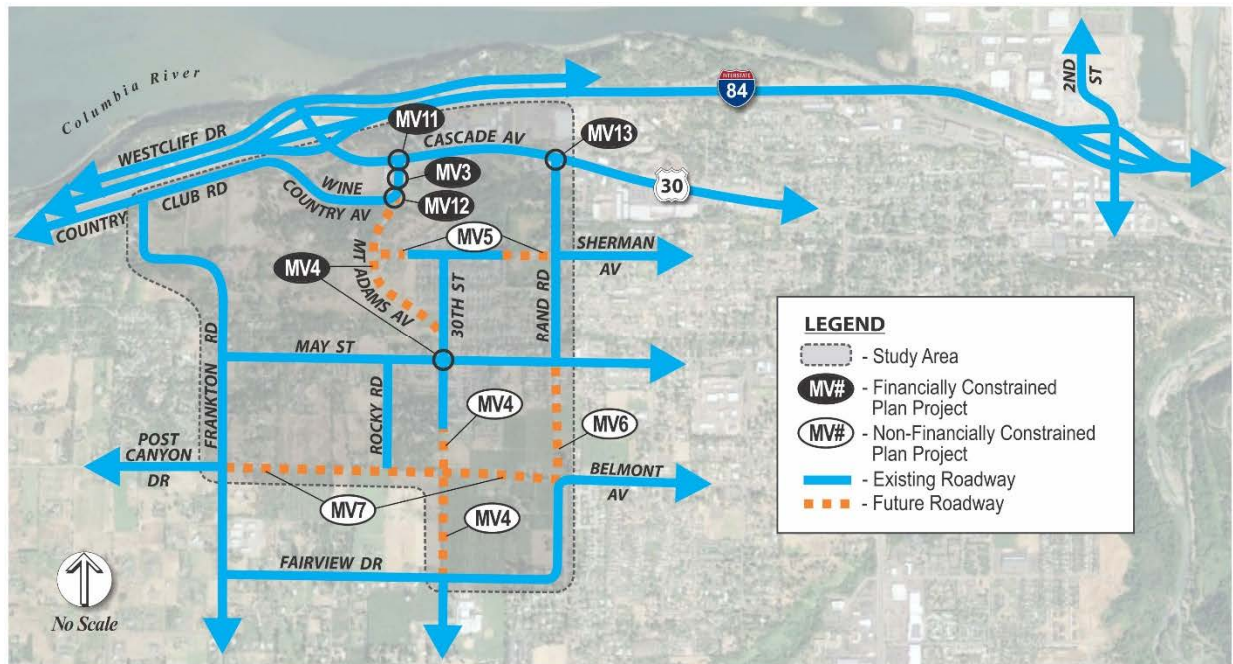 Columbia River
WESTCLIFF DR
INTERSTATE
84
2ND
ST
MV11
CASCADE AV
MV13
MV3
30
COUNTRY
CLUB RD
WINE
COUNTRY AV
MV12
MV5
SHERMAN
AV
MV4
MT ADAMS AV
30TH ST
RAND RD
MAY ST
FRANKTON RD
ROCKY RD
MV4
MV6
POST
CANYON
DR
BELMONT
AV
MV7
MV4
FAIRVIEW DR
No Scale
LEGEND
- Study Area
MV# - Financially Constrained
Plan Project
MV# - Non-Financially Constrained
Plan Project
- Existing Roadway
- Future Roadway